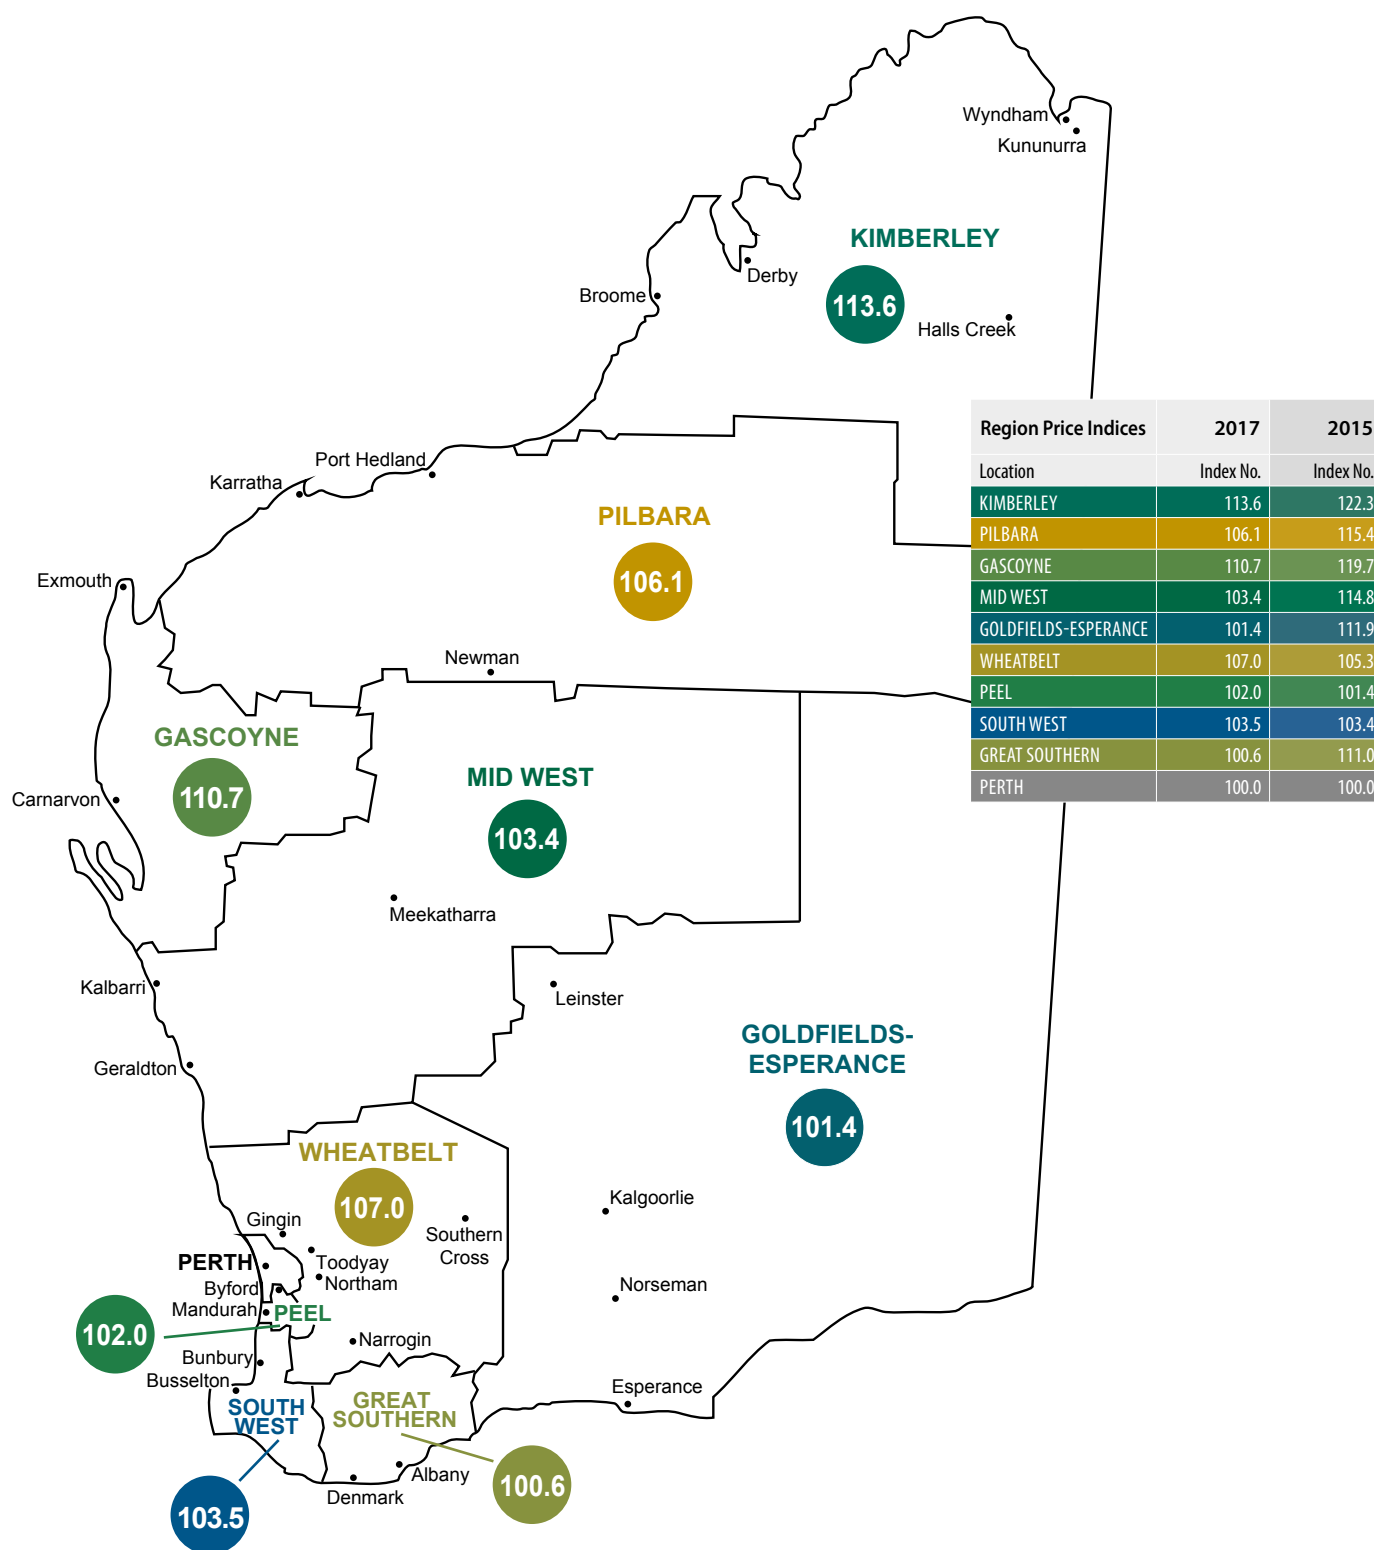 Wyndham
Kununurra
KIMBERLEY
Derby
Broome
113.6
Halls Creek
Region Price Indices 2017 2015
Location Index No. Index No.
KIMBERLEY 113.6 122.3
PILBARA 106.1 115.4
GASCOYNE 110.7 119.7
MID WEST 103.4 114.8
GOLDFIELDS-ESPERANCE 101.4 111.9
WHEATBELT 107.0 105.3
PEEL 102.0 101.4
SOUTH WEST 103.5 103.4
GREAT SOUTHERN 100.6 111.0
PERTH 100.0 100.0
Port Hedland
Karratha
PILBARA
106.1
Exmouth
Newman
GASCOYNE
110.7
Carnarvon
MID WEST
103.4
Meekatharra
Kalbarri
Leinster
Geraldton
GOLDFIELDS-
ESPERANCE
101.4
WHEATBELT
107.0
Gingin
Southern
Cross
Kalgoorlie
PERTH
Toodyay
Northam
Byford
Mandurah
PEEL
102.0
Norseman
Narrogin
Bunbury
Busselton
Esperance
SOUTH
WEST
103.5
GREAT
SOUTHERN
100.6
Albany
Denmark